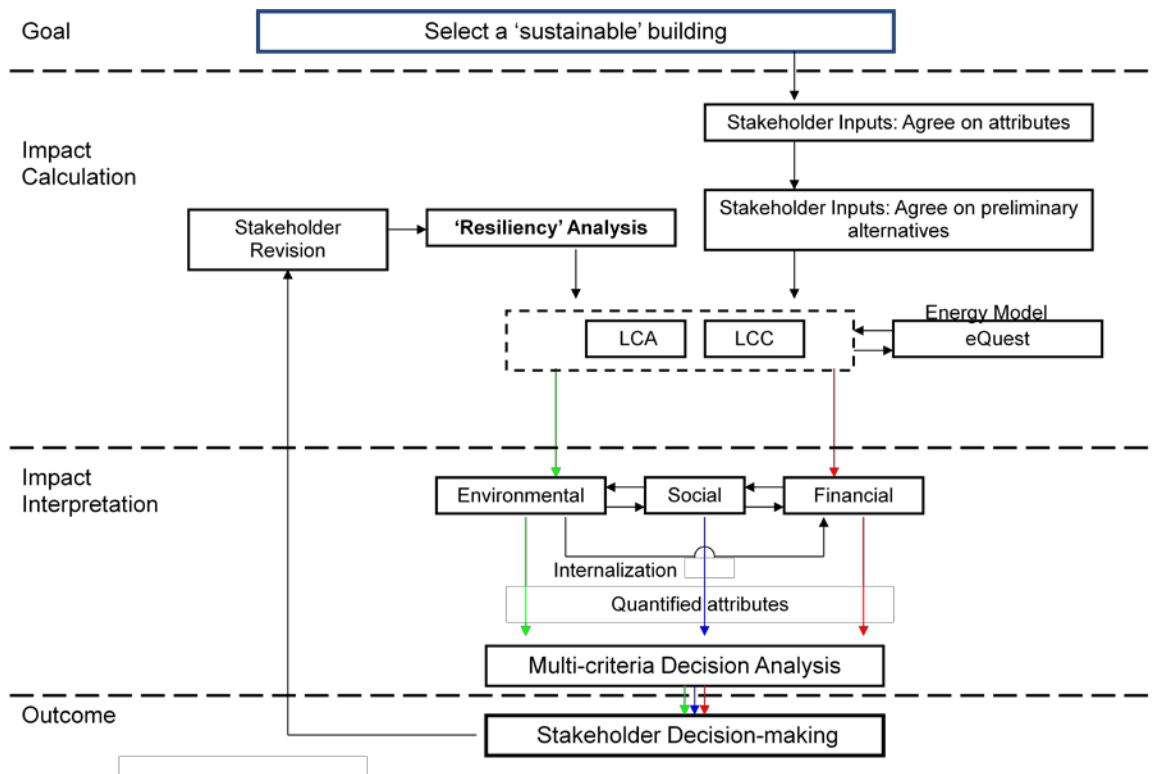 Goal
Select a ‘sustainable’ building
Stakeholder Inputs: Agree on attributes
Impact
Calculation
Stakeholder Inputs: Agree on preliminary
alternatives
Stakeholder
Revision
‘Resiliency’ Analysis
Energy Model
eQuest
LCA
LCC
Impact
Interpretation
Environmental
Social
Financial
Internalization
Quantified attributes
Multi-criteria Decision Analysis
Outcome
Stakeholder Decision-making